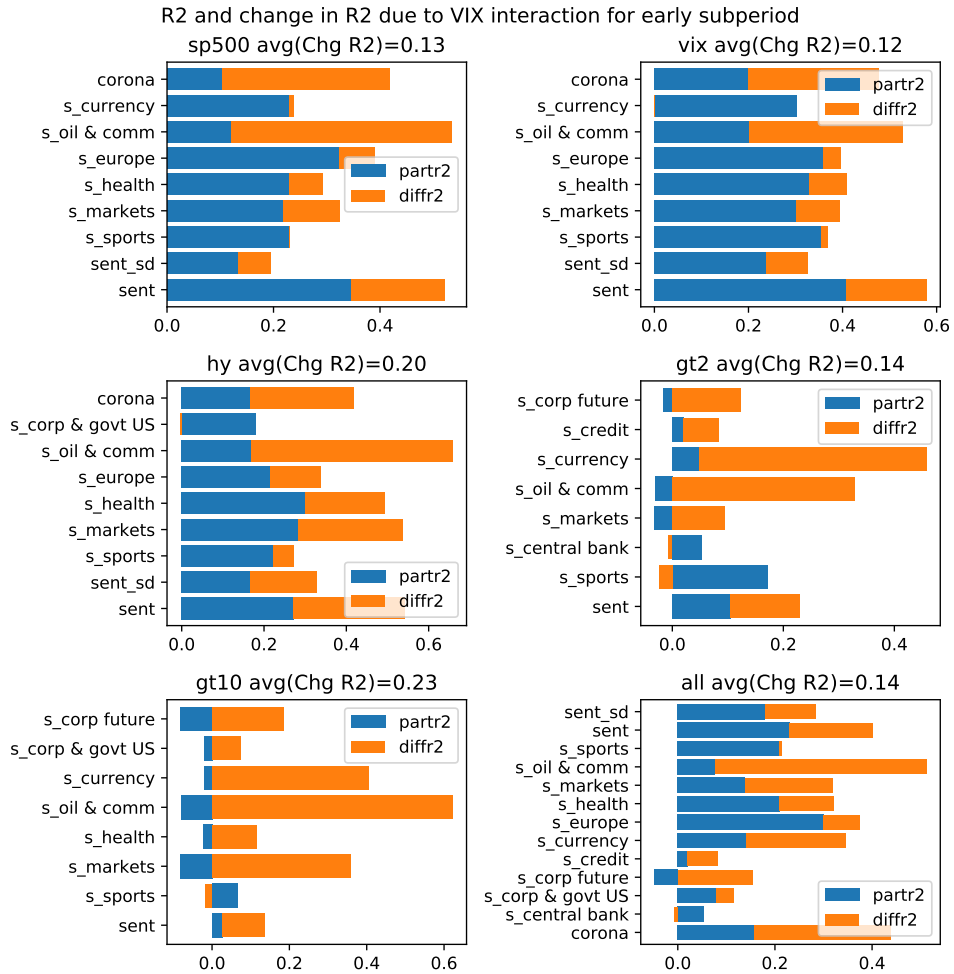 R2 and change in R2 due to VIX interaction for early subperiod
sp500 avg(Chg R2)=0.13
corona
s_currency
s_oil & comm
s_europe
s_health
s_markets
s_sports
sent_sd
sent
partr2
diffr2
0.0 0.2 0.4
vix avg(Chg R2)=0.12
corona
s_currency
s_oil & comm
s_europe
s_health
s_markets
s_sports
sent_sd
sent
partr2
diffr2
0.0 0.2 0.4 0.6
hy avg(Chg R2)=0.20
corona
s_corp & govt US
s_oil & comm
s_europe
s_health
s_markets
s_sports
sent_sd
sent
partr2
diffr2
0.0 0.2 0.4 0.6
gt2 avg(Chg R2)=0.14
s_corp future
s_credit
s_currency
s_oil & comm
s_markets
s_central bank
s_sports
sent
partr2
diffr2
0.0 0.2 0.4
gt10 avg(Chg R2)=0.23
s_corp future
s_corp & govt US
s_currency
s_oil & comm
s_health
s_markets
s_sports
sent
partr2
diffr2
0.0 0.2 0.4 0.6
all avg(Chg R2)=0.14
sent_sd
sent
s_sports
s_oil & comm
s_markets
s_health
s_europe
s_currency
s_credit
s_corp future
s_corp & govt US
s_central bank
corona
partr2
diffr2
0.0 0.2 0.4